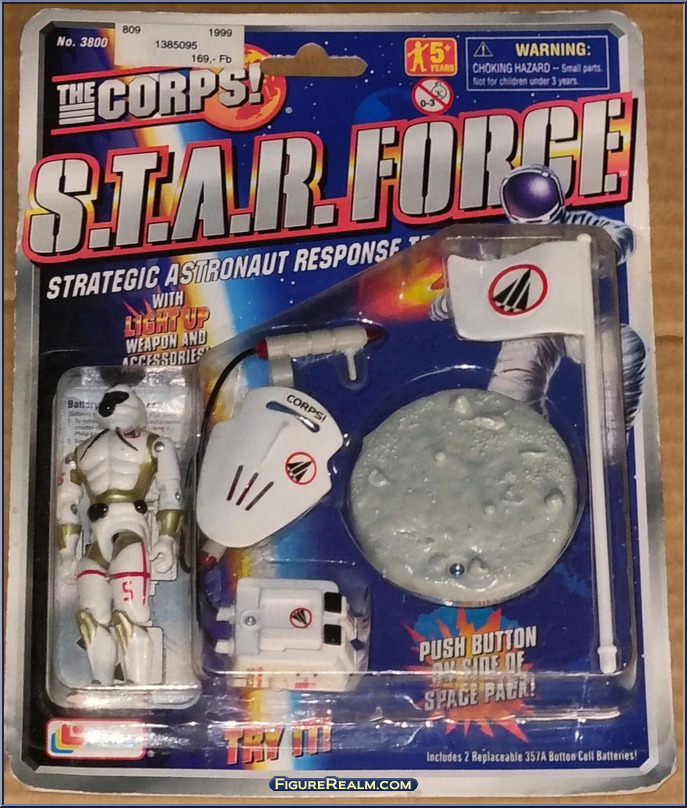 No. 3800
809 1999
1385095
169,- Fb
5+
YEARS
WARNING:
CHOKING HAZARD – Small parts.
Not for children under 3 years.
0-3
THE CORPS!
S.T.A.R. FORCE
STRATEGIC ASTRONAUT RESPONSE
WITH
LIGHT UP
WEAPON AND
ACCESSORIES!
CORPS!
PUSH BUTTON
ON SIDE OF
SPACE PACK!
TRY IT!
Includes 2 Replaceable 357A Button Cell Batteries!
FIGUREREALM.COM